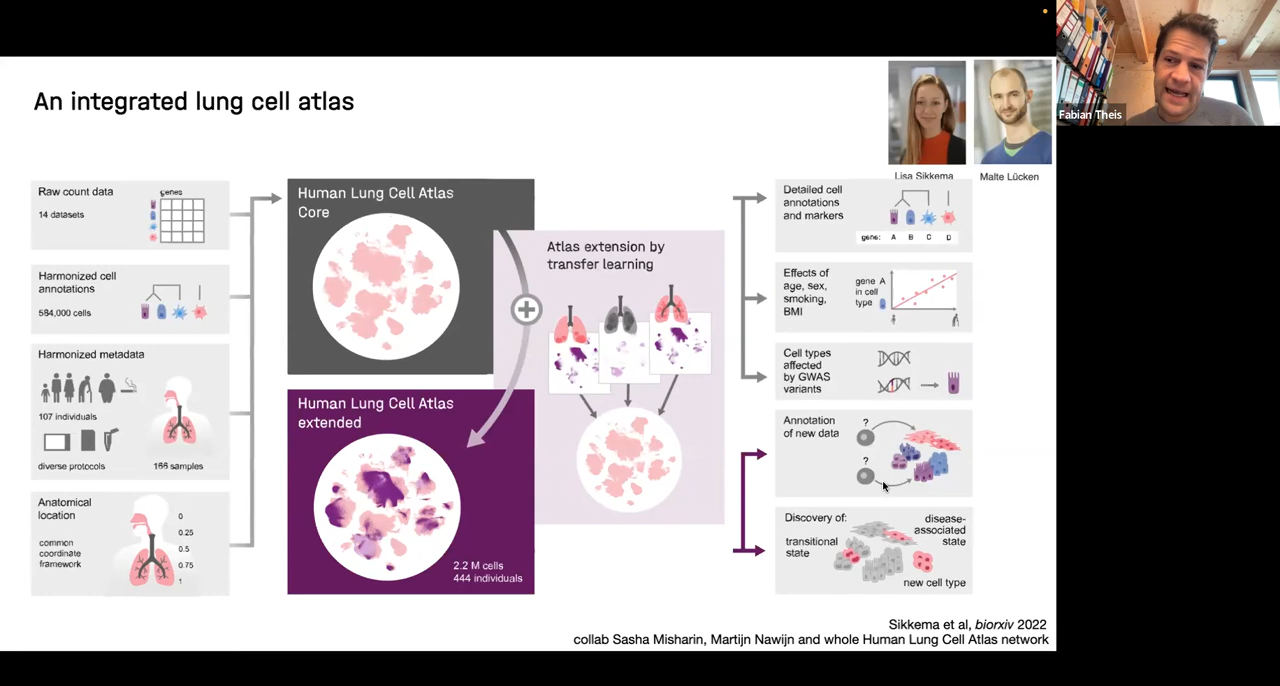 An integrated lung cell atlas
Fabian Theis
Lisa Sikkema
Malte Lücken
Raw count data
14 datasets
genes
Harmonized cell
annotations
584,000 cells
Harmonized metadata
107 individuals
diverse protocols
166 samples
Anatomical
location
common
coordinate
framework
0
0.25
0.5
0.75
1
Human Lung Cell Atlas
Core
Human Lung Cell Atlas
extended
2.2 M cells
444 individuals
Atlas extension by
transfer learning
Detailed cell
annotations
and markers
gene: A B C D
Effects of
age, sex,
smoking,
BMI
gene A
in cell
type
Cell types
affected
by GWAS
variants
Annotation
of new data
?
?
Discovery of:
transitional
state
disease-
associated
state
new cell type
Sikkema et al, biorxiv 2022
collab Sasha Misharin, Martijn Nawijn and whole Human Lung Cell Atlas network